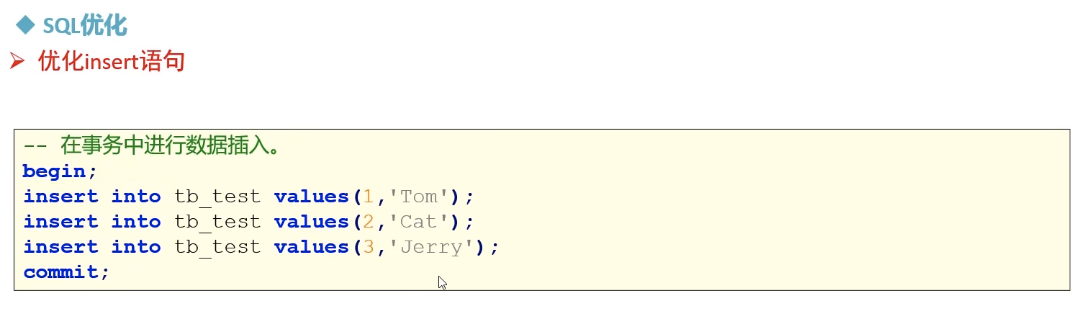 SQL优化
优化insert语句
-- 在事务中进行数据插入。
begin;
insert into tb_test values(1,'Tom');
insert into tb_test values(2,'Cat');
insert into tb_test values(3,'Jerry');
commit;